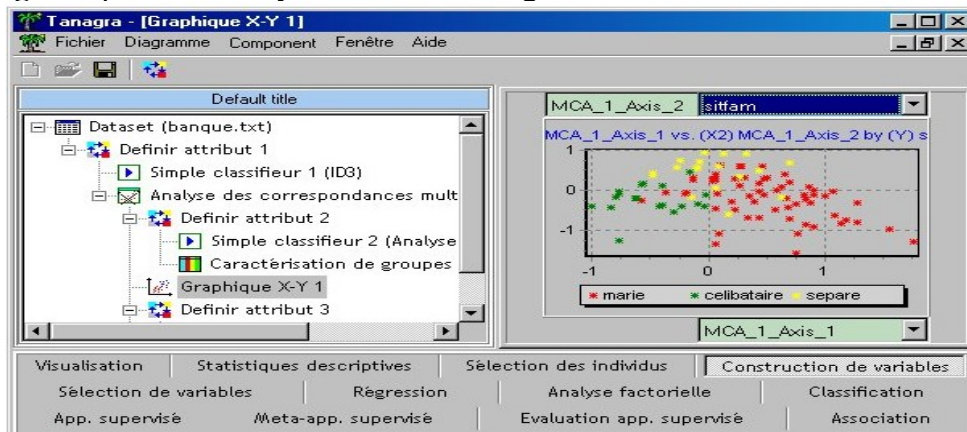 Tanagra - [Graphique X-Y 1]
Fichier Diagramme Component Fenêtre Aide
Default title
Dataset (banque.txt)
Definir attribut 1
Simple classifieur 1 (ID3)
Analyse des correspondances mult
Definir attribut 2
Simple classifieur 2 (Analyse
Caractérisation de groupes
Graphique X-Y 1
Definir attribut 3
MCA_1_Axis_2 sitfam
MCA_1_Axis_1 vs. (X2) MCA_1_Axis_2 by (Y) s
1
0
-1
-1 0 1
marie celibataire separe
MCA_1_Axis_1
Visualisation Statistiques descriptives Sélection des individus Construction de variables
Sélection de variables Régression Analyse factorielle Classification
App. supervisé Meta-app. supervisé Evaluation app. supervisé Association